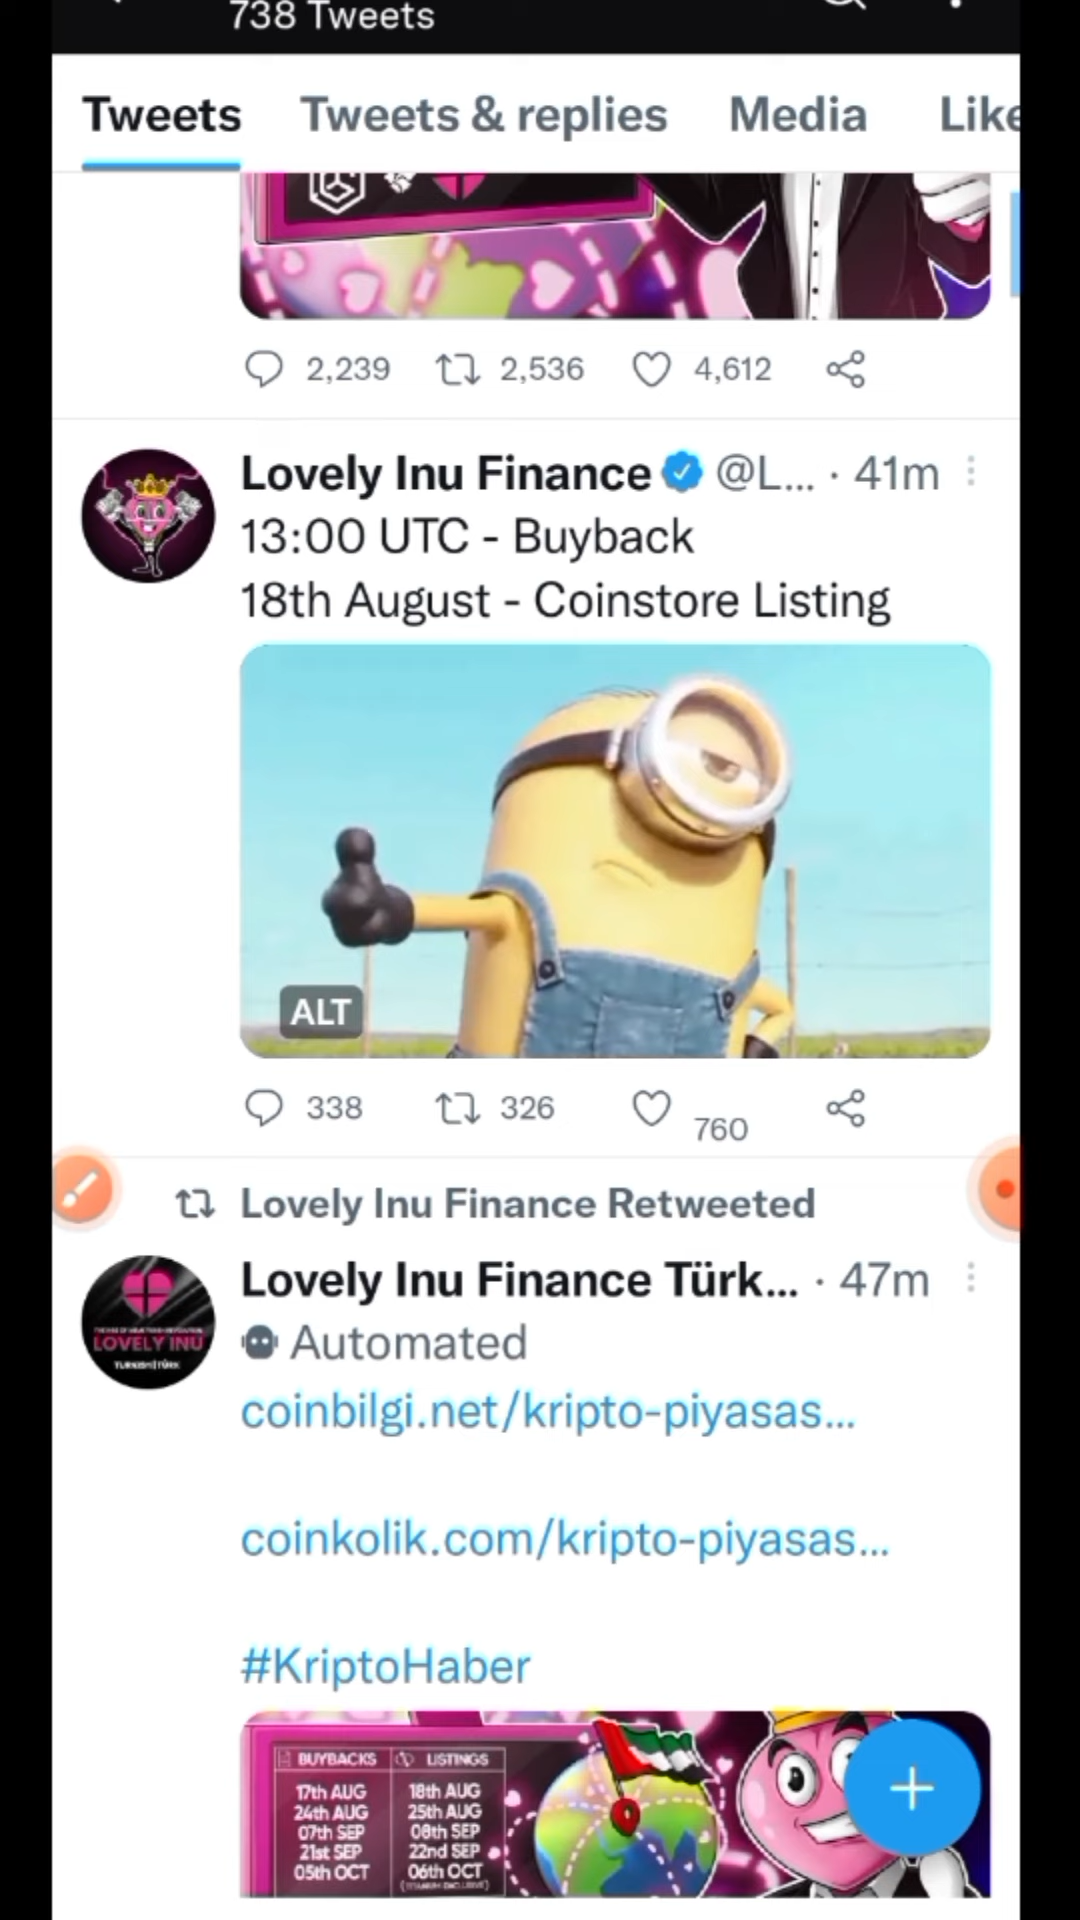 738 Tweets
Tweets Tweets & replies Media Like
2,239 2,536 4,612
Lovely Inu Finance @L... · 41m
13:00 UTC - Buyback
18th August - Coinstore Listing
ALT
338 326 760
Lovely Inu Finance Retweeted
Lovely Inu Finance Türk... · 47m
LOVELY INU
TURKISH|TÜRK
Automated
coinbilgi.net/kripto-piyasas...
coinkolik.com/kripto-piyasas...
#KriptoHaber
BUYBACKS LISTINGS
17th AUG 18th AUG
24th AUG 25th AUG
07th SEP 08th SEP
21st SEP 22nd SEP
05th OCT 06th OCT